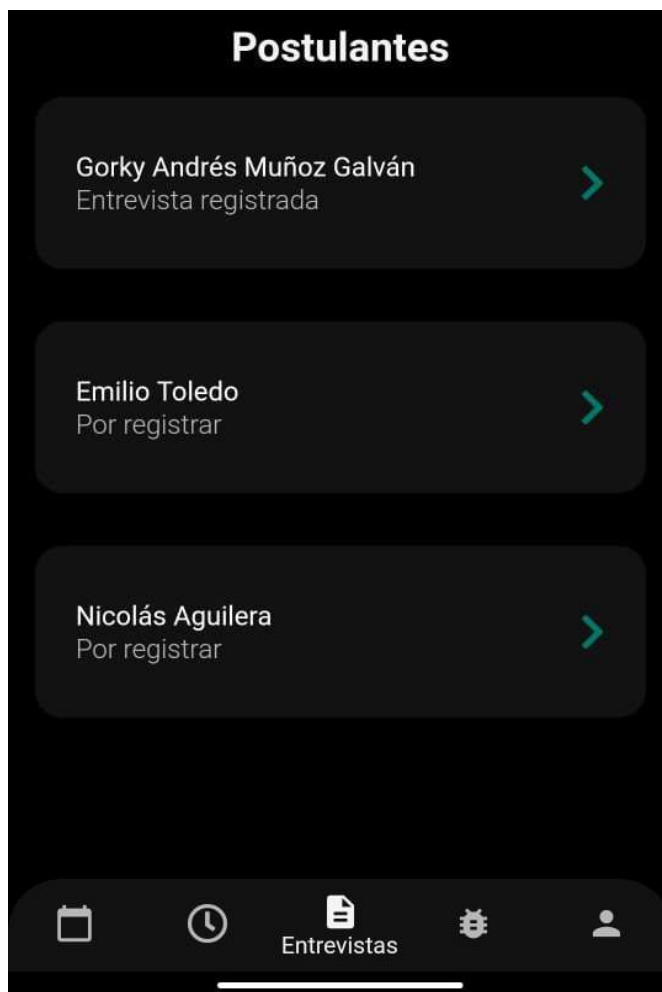 Postulantes
Gorky Andrés Muñoz Galván
Entrevista registrada
Emilio Toledo
Por registrar
Nicolás Aguilera
Por registrar
Entrevistas